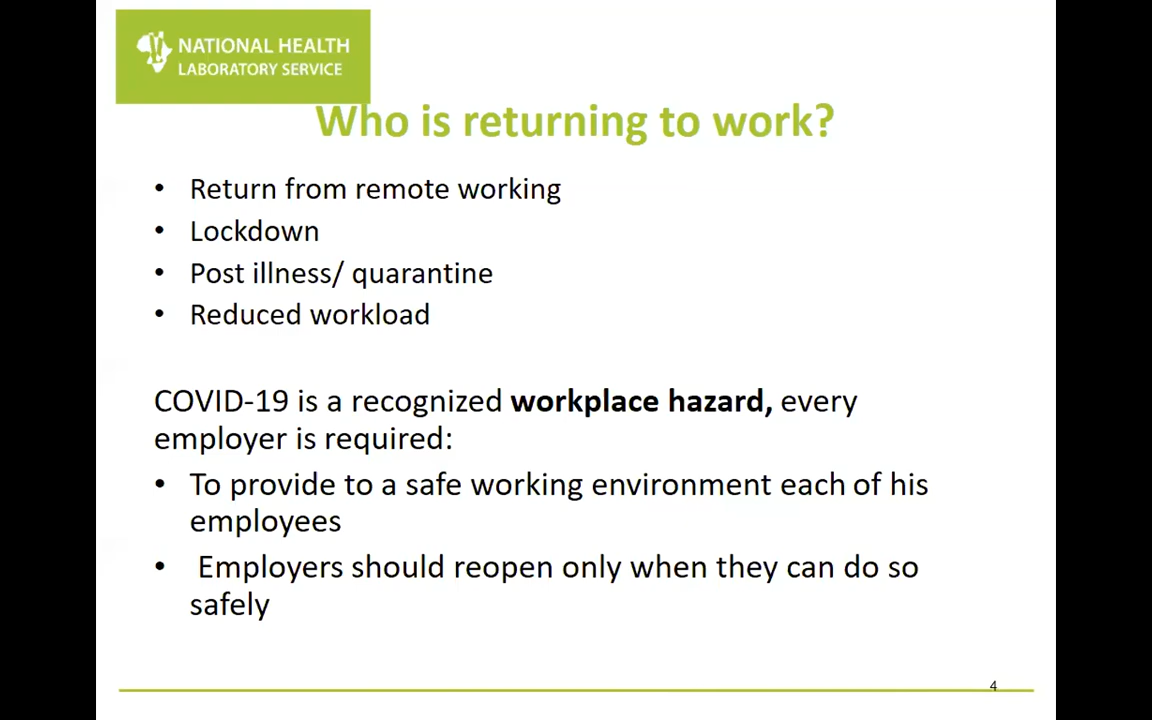 NATIONAL HEALTH
LABORATORY SERVICE
Who is returning to work?
• Return from remote working
• Lockdown
• Post illness/ quarantine
• Reduced workload
COVID-19 is a recognized workplace hazard, every
employer is required:
• To provide to a safe working environment each of his
employees
• Employers should reopen only when they can do so
safely
4